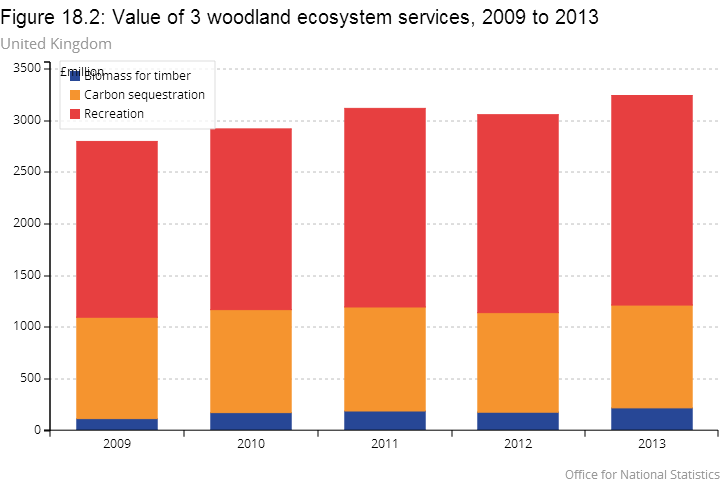 Figure 18.2: Value of 3 woodland ecosystem services, 2009 to 2013
United Kingdom
£million
Biomass for timber
Carbon sequestration
Recreation
3500
3000
2500
2000
1500
1000
500
0
2009 2010 2011 2012 2013
Office for National Statistics